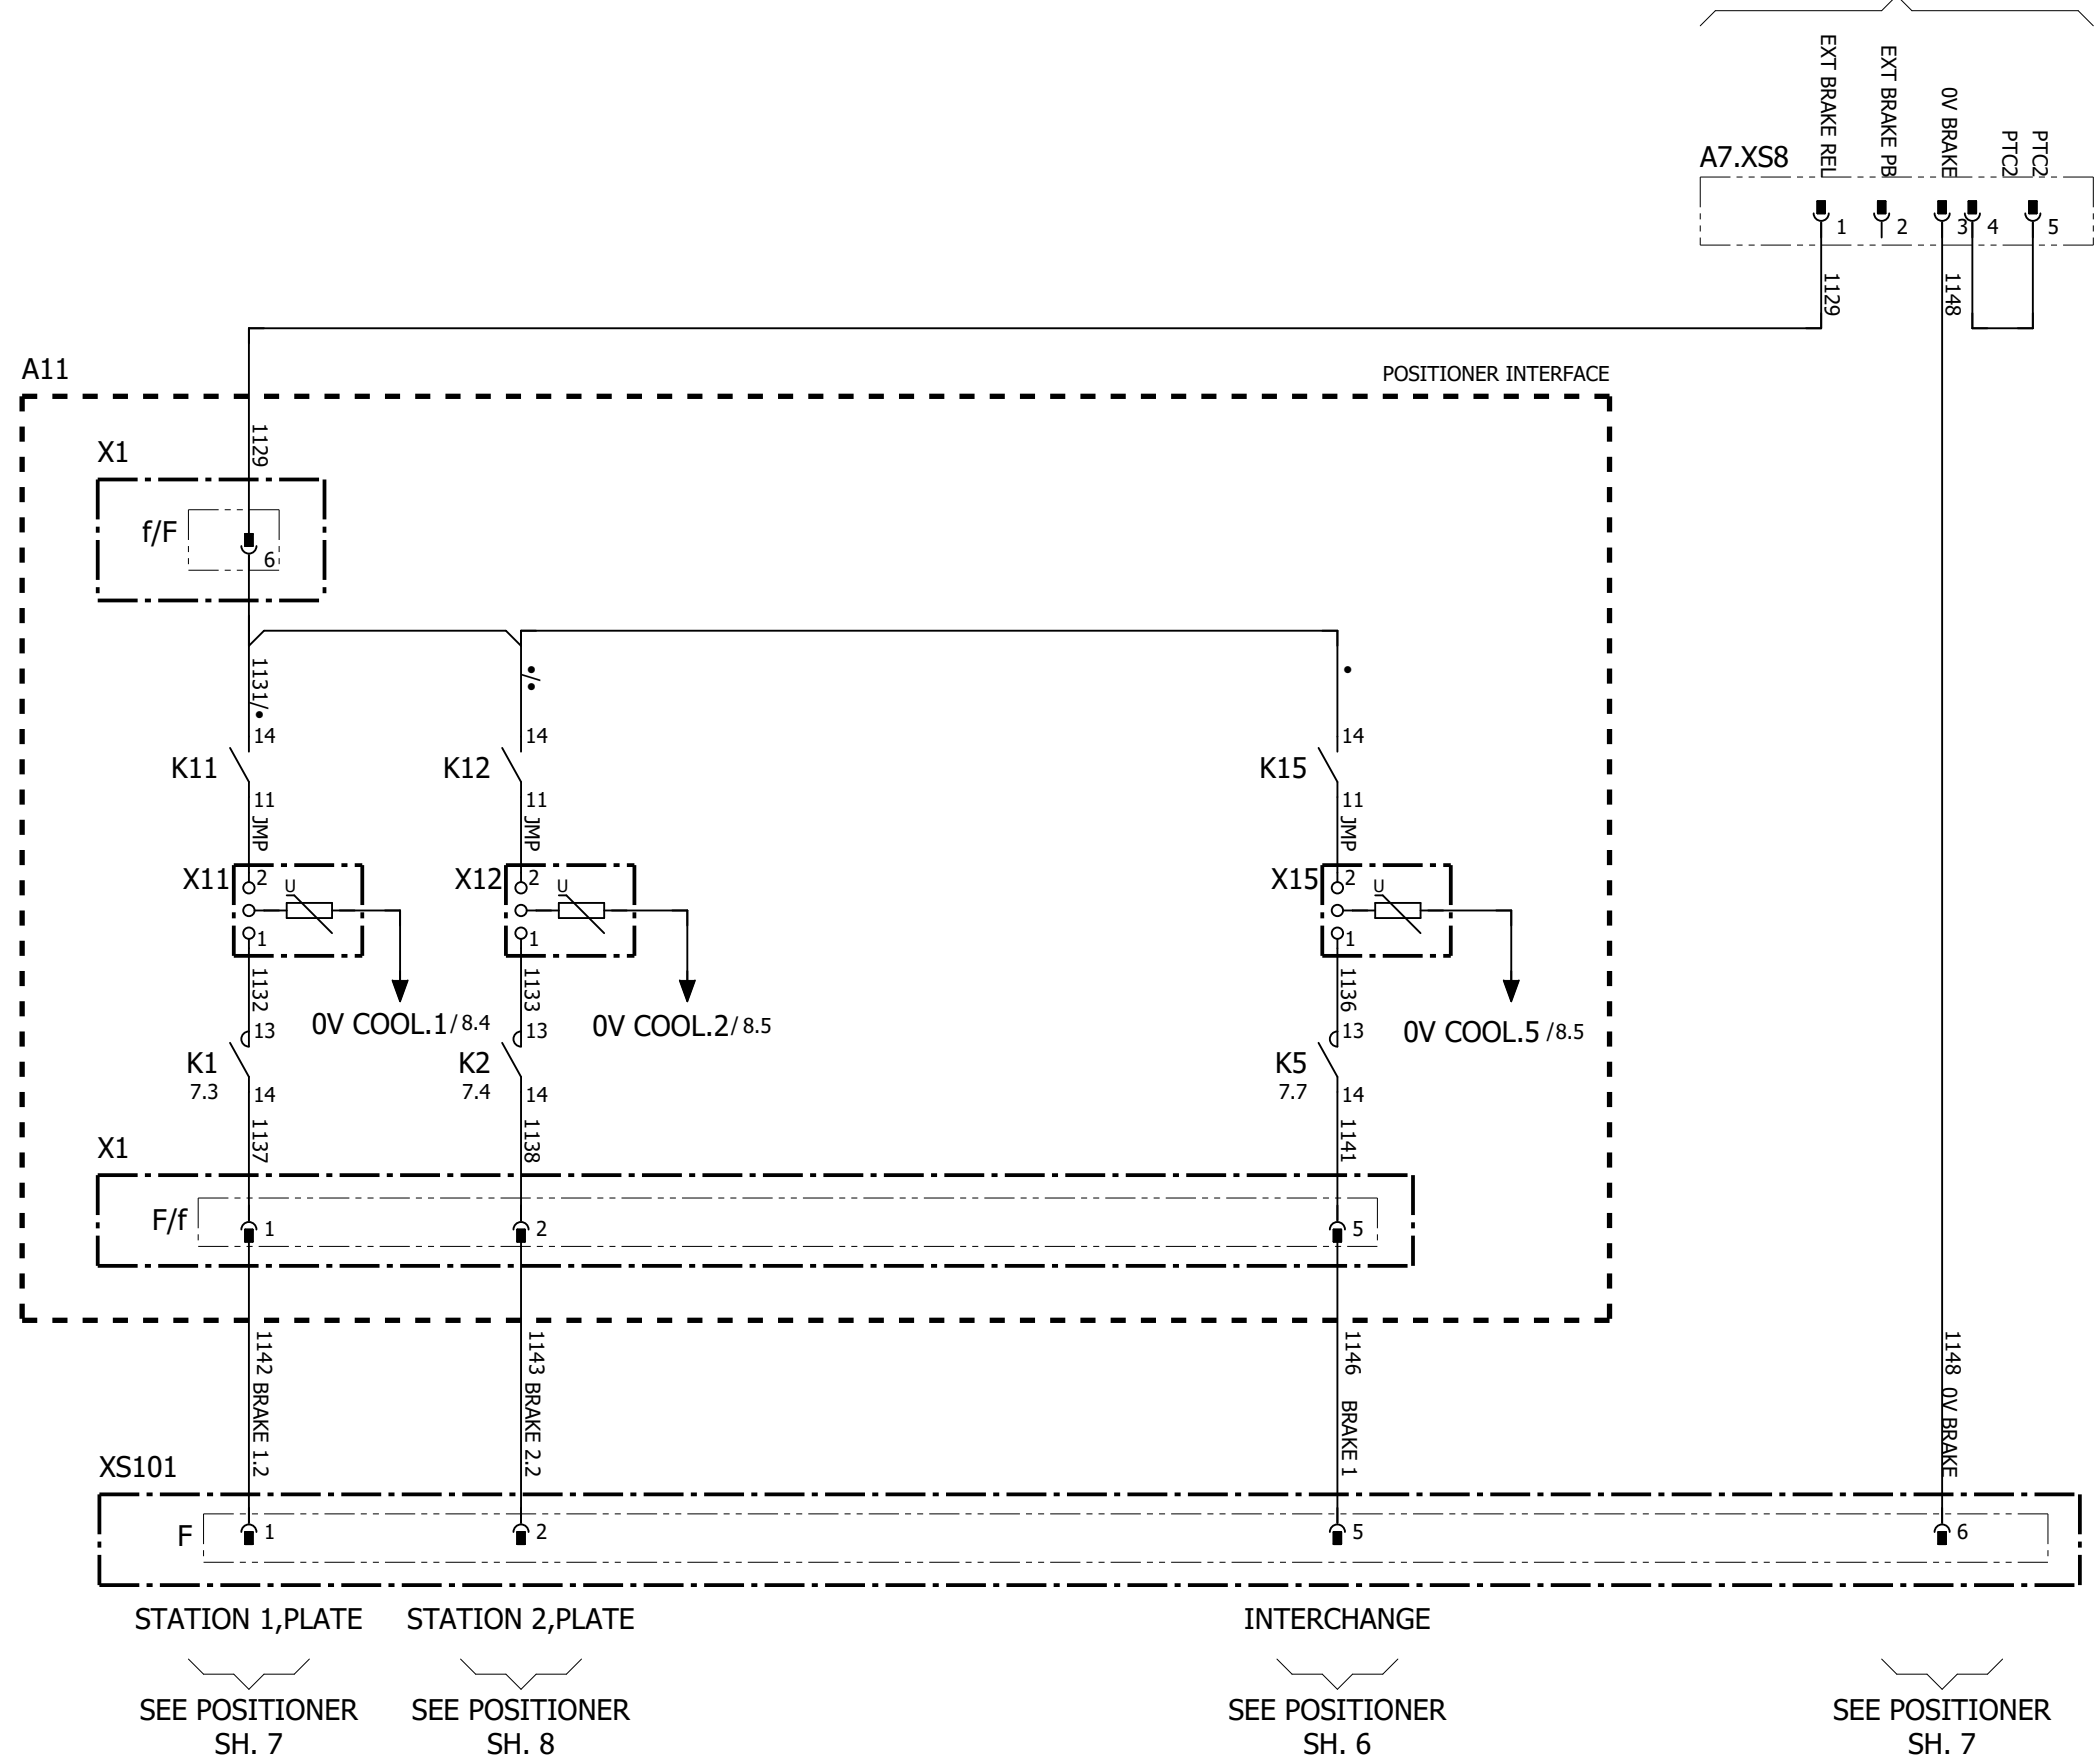 EXT BRAKE REL
EXT BRAKE PB
0V BRAKE
PTC2
PTC2
A7.XS8
1
2
3
4
5
1129
1148
A11
POSITIONER INTERFACE
1129
X1
f/F
6
1131/•
•/•
•
14
14
14
K11
K12
K15
11
11
11
JMP
JMP
JMP
X11
2
U
X12
2
U
X15
2
U
1
1
1
1132
1133
1136
0V COOL.1/8.4
0V COOL.2/8.5
0V COOL.5 /8.5
13
13
13
K1
K2
K5
7.3
7.4
7.7
14
14
14
1137
1138
1141
X1
F/f
1
2
5
1142 BRAKE 1.2
1143 BRAKE 2.2
1146 BRAKE 1
1148 0V BRAKE
XS101
F
1
2
5
6
STATION 1,PLATE
STATION 2,PLATE
INTERCHANGE
SEE POSITIONER
SH. 7
SEE POSITIONER
SH. 8
SEE POSITIONER
SH. 6
SEE POSITIONER
SH. 7